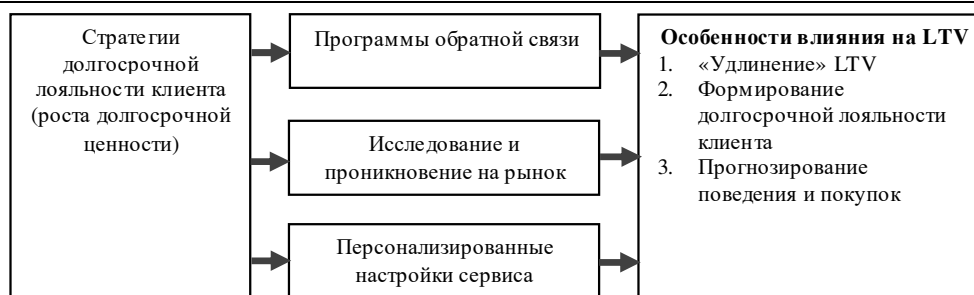 Стратегии
долгосрочной
лояльности клиента
(роста долгосрочной
ценности)
Программы обратной связи
Исследование и
проникновение на рынок
Персонализированные
настройки сервиса
Особенности влияния на LTV
1. «Удлинение» LTV
2. Формирование
долгосрочной лояльности
клиента
3. Прогнозирование
поведения и покупок